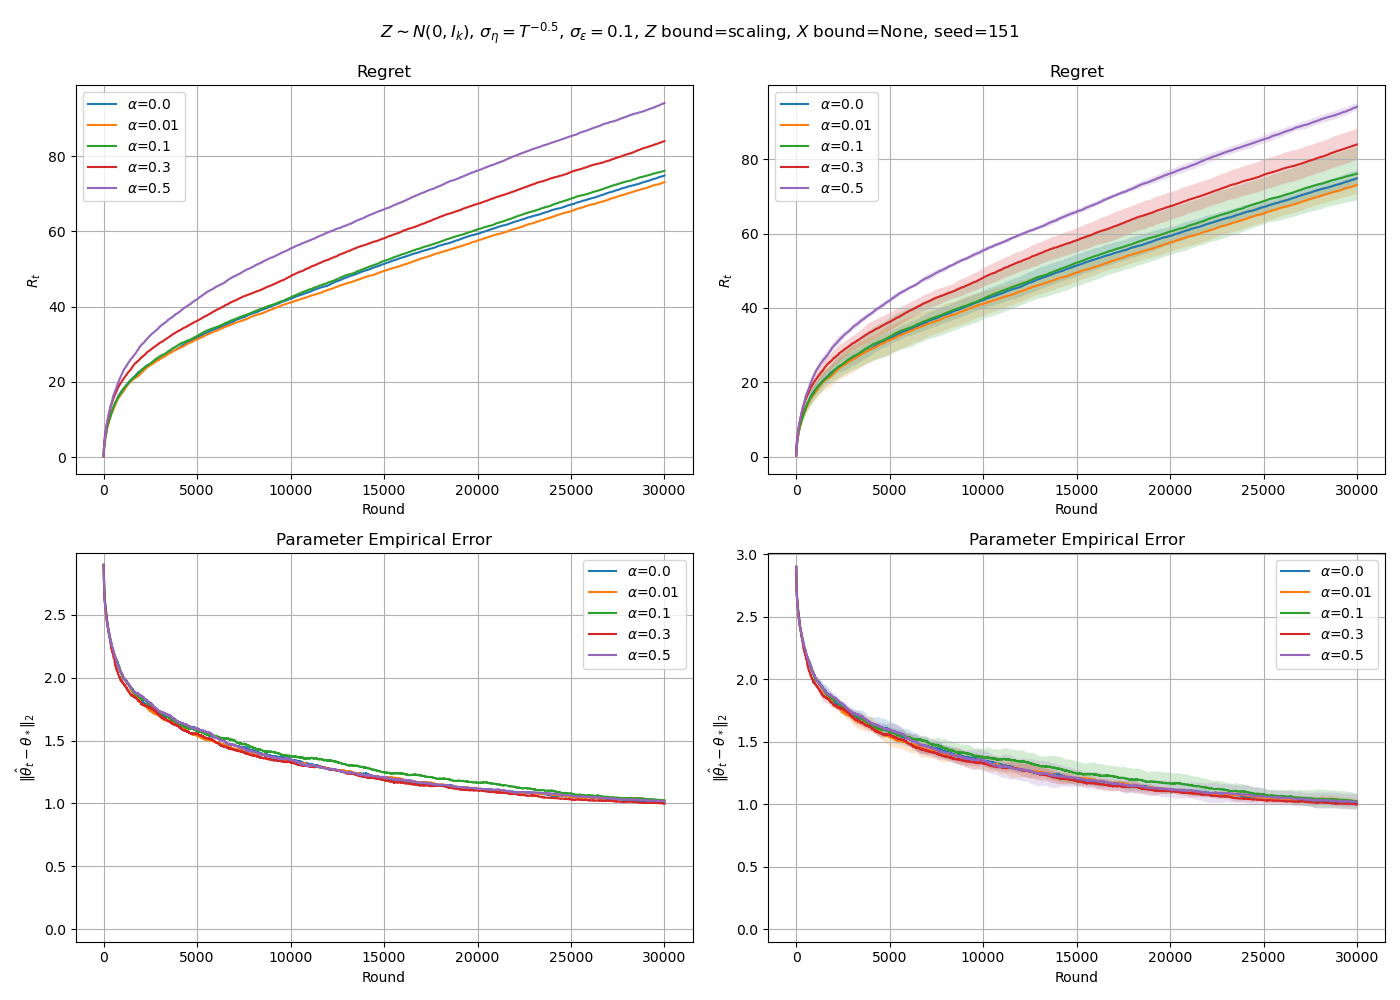 Z ∼ N(0, I_k), σ_η = T^{−0.5}, σ_ε = 0.1, Z bound=scaling, X bound=None, seed=151
Regret
α=0.0
α=0.01
α=0.1
α=0.3
α=0.5
80
60
40
20
0
R_t
0 5000 10000 15000 20000 25000 30000
Round
Regret
α=0.0
α=0.01
α=0.1
α=0.3
α=0.5
80
60
40
20
0
R_t
0 5000 10000 15000 20000 25000 30000
Round
Parameter Empirical Error
α=0.0
α=0.01
α=0.1
α=0.3
α=0.5
2.5
2.0
1.5
1.0
0.5
0.0
‖θ̂_t − θ_*‖_2
0 5000 10000 15000 20000 25000 30000
Round
Parameter Empirical Error
α=0.0
α=0.01
α=0.1
α=0.3
α=0.5
3.0
2.5
2.0
1.5
1.0
0.5
0.0
‖θ̂_t − θ_*‖_2
0 5000 10000 15000 20000 25000 30000
Round